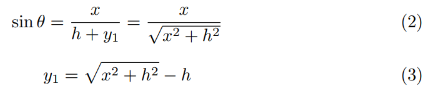 sin θ = x / (h + y₁) = x / √(x² + h²) (2)
y₁ = √(x² + h²) − h (3)